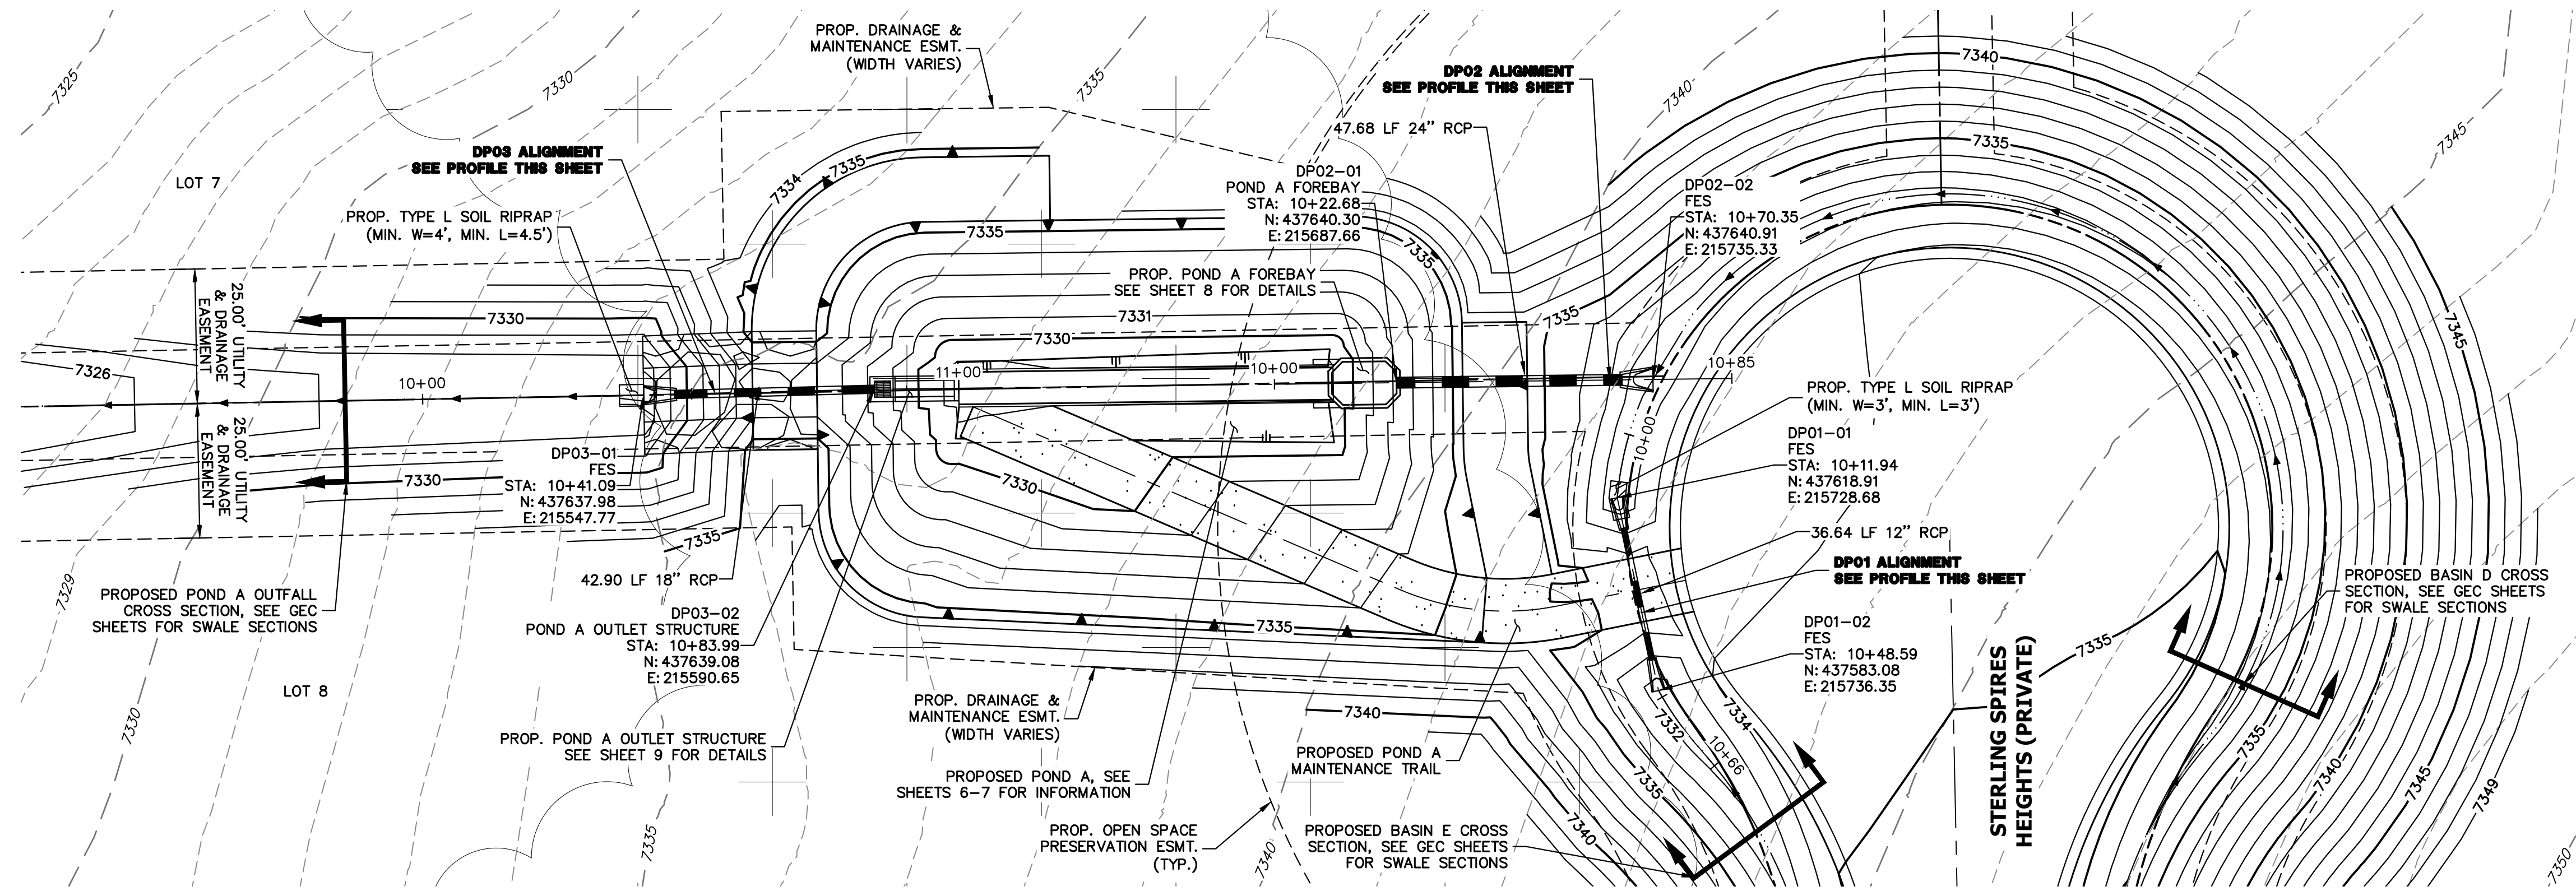 PROP. DRAINAGE &
MAINTENANCE ESMT.
(WIDTH VARIES)
7325
7330
7335
7340
7340
7345
DP02 ALIGNMENT
SEE PROFILE THIS SHEET
47.68 LF 24" RCP
DP03 ALIGNMENT
SEE PROFILE THIS SHEET
LOT 7
7334
7335
7335
DP02-01
POND A FOREBAY
STA: 10+22.68
N: 437640.30
E: 215687.66
DP02-02
FES
STA: 10+70.35
N: 437640.91
E: 215735.33
PROP. TYPE L SOIL RIPRAP
(MIN. W=4', MIN. L=4.5')
7335
7335
PROP. POND A FOREBAY
SEE SHEET 8 FOR DETAILS
25.00' UTILITY
& DRAINAGE
EASEMENT
7330
7331
7330
7335
7345
7326
10+00
11+00
10+00
10+85
PROP. TYPE L SOIL RIPRAP
(MIN. W=3', MIN. L=3')
25.00' UTILITY
& DRAINAGE
EASEMENT
10+00
DP01-01
FES
STA: 10+11.94
N: 437618.91
E: 215728.68
DP03-01
FES
STA: 10+41.09
N: 437637.98
E: 215547.77
7330
7330
7335
36.64 LF 12" RCP
DP01 ALIGNMENT
SEE PROFILE THIS SHEET
42.90 LF 18" RCP
7329
PROPOSED POND A OUTFALL
CROSS SECTION, SEE GEC
SHEETS FOR SWALE SECTIONS
DP03-02
POND A OUTLET STRUCTURE
STA: 10+83.99
N: 437639.08
E: 215590.65
7335
PROPOSED BASIN D CROSS
SECTION, SEE GEC SHEETS
FOR SWALE SECTIONS
DP01-02
FES
STA: 10+48.59
N: 437583.08
E: 215736.35
7335
STERLING SPIRES
HEIGHTS (PRIVATE)
LOT 8
7330
PROP. DRAINAGE &
MAINTENANCE ESMT.
(WIDTH VARIES)
7340
7332
7334
10+66
PROP. POND A OUTLET STRUCTURE
SEE SHEET 9 FOR DETAILS
PROPOSED POND A
MAINTENANCE TRAIL
PROPOSED POND A, SEE
SHEETS 6-7 FOR INFORMATION
7335
7335
7340
7345
7349
7335
PROP. OPEN SPACE
PRESERVATION ESMT.
(TYP.)
7340
PROPOSED BASIN E CROSS
SECTION, SEE GEC SHEETS
FOR SWALE SECTIONS
7340
7350